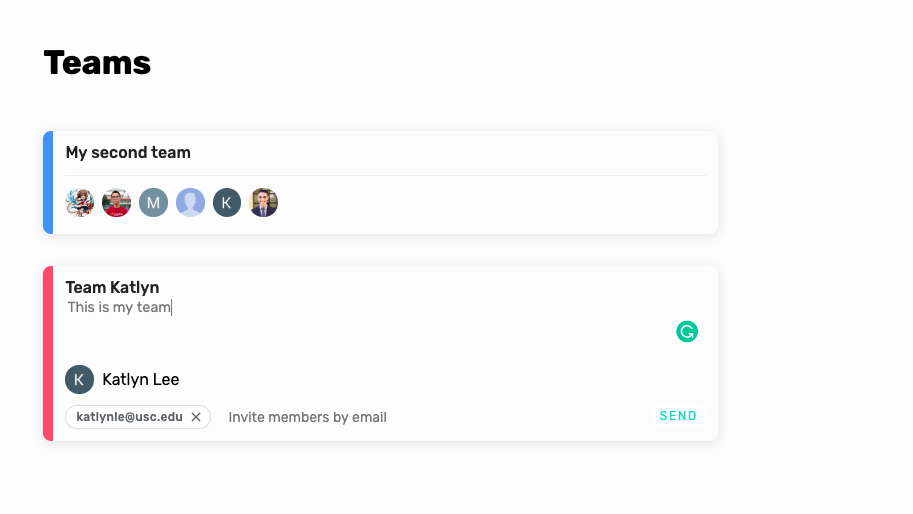 Teams
My second team
M K
Team Katlyn
This is my team
K Katlyn Lee
katlynle@usc.edu Invite members by email SEND